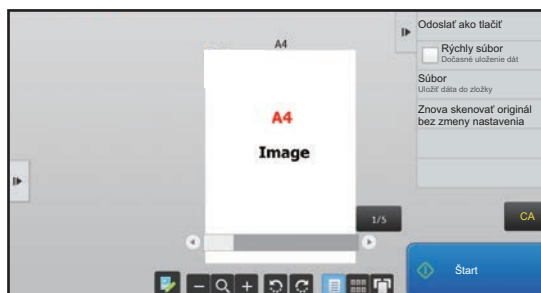 A4
A4
Image
1/5
Odoslať ako tlačiť
Rýchly súbor
Dočasné uloženie dát
Súbor
Uložiť dáta do zložky
Znova skenovať originál
bez zmeny nastavenia
CA
Štart